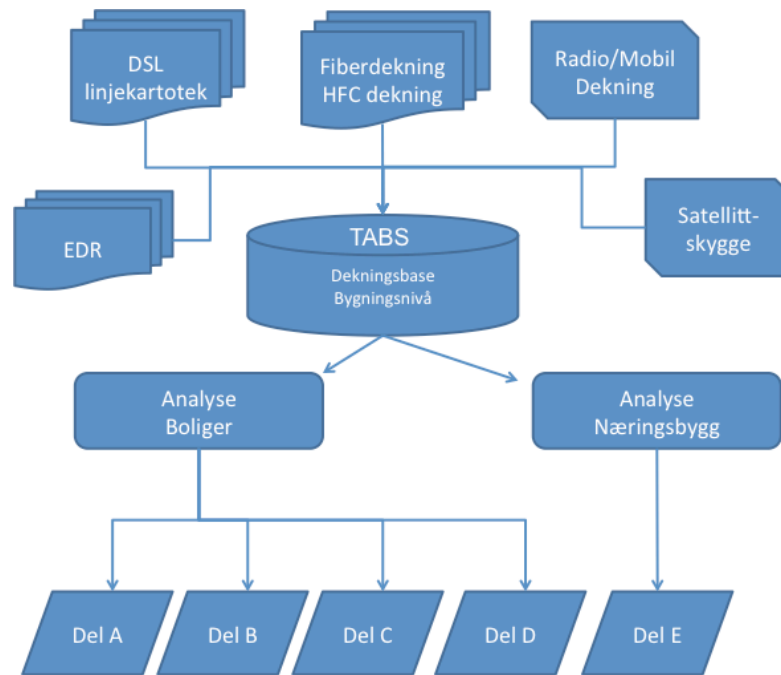 DSL
linjekartotek
Fiberdekning
HFC dekning
Radio/Mobil
Dekning
EDR
TABS
Dekningsbase
Bygningsnivå
Satellitt-
skygge
Analyse
Boliger
Analyse
Næringsbygg
Del A
Del B
Del C
Del D
Del E